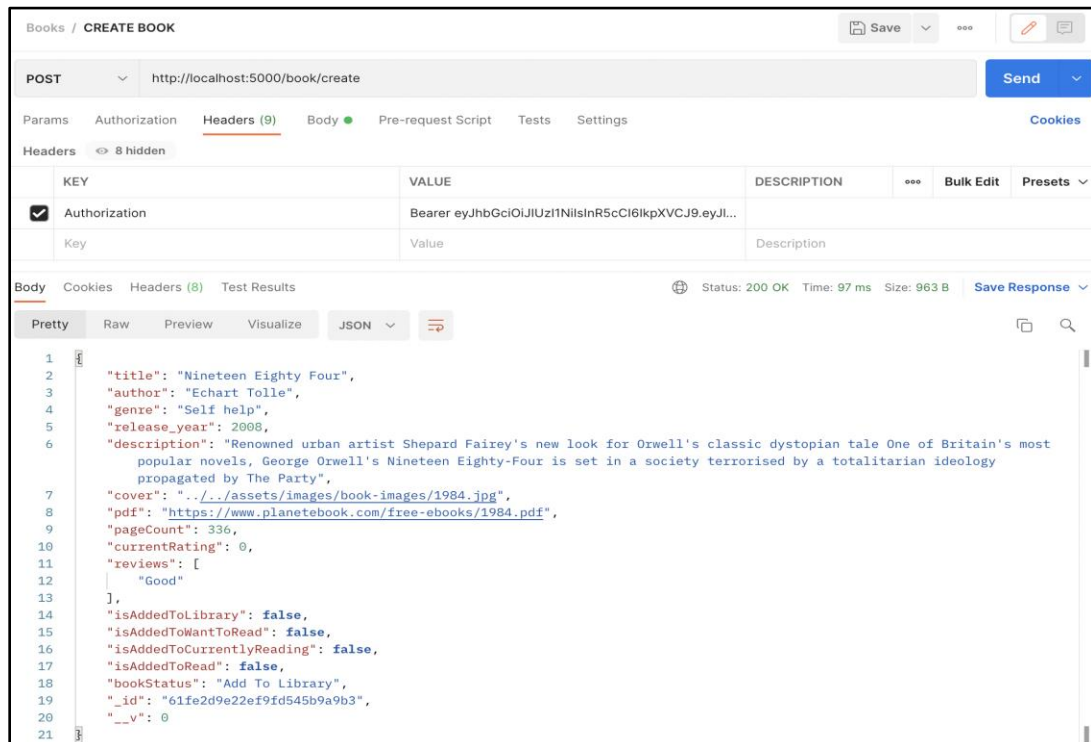 Books / CREATE BOOK
Save
POST http://localhost:5000/book/create Send
Params Authorization Headers (9) Body Pre-request Script Tests Settings Cookies
Headers 8 hidden
KEY VALUE DESCRIPTION Bulk Edit Presets
Authorization Bearer eyJhbGciOiJIUzI1NiIsInR5cCI6IkpXVCJ9.eyJl...
Key Value Description
Body Cookies Headers (8) Test Results Status: 200 OK Time: 97 ms Size: 963 B Save Response
Pretty Raw Preview Visualize JSON
1 {
2 "title": "Nineteen Eighty Four",
3 "author": "Echart Tolle",
4 "genre": "Self help",
5 "release_year": 2008,
6 "description": "Renowned urban artist Shepard Fairey's new look for Orwell's classic dystopian tale One of Britain's most
popular novels, George Orwell's Nineteen Eighty-Four is set in a society terrorised by a totalitarian ideology
propagated by The Party",
7 "cover": "../../assets/images/book-images/1984.jpg",
8 "pdf": "https://www.planetebook.com/free-ebooks/1984.pdf",
9 "pageCount": 336,
10 "currentRating": 0,
11 "reviews": [
12 "Good"
13 ],
14 "isAddedToLibrary": false,
15 "isAddedToWantToRead": false,
16 "isAddedToCurrentlyReading": false,
17 "isAddedToRead": false,
18 "bookStatus": "Add To Library",
19 "_id": "61fe2d9e22ef9fd545b9a9b3",
20 "__v": 0
21 }